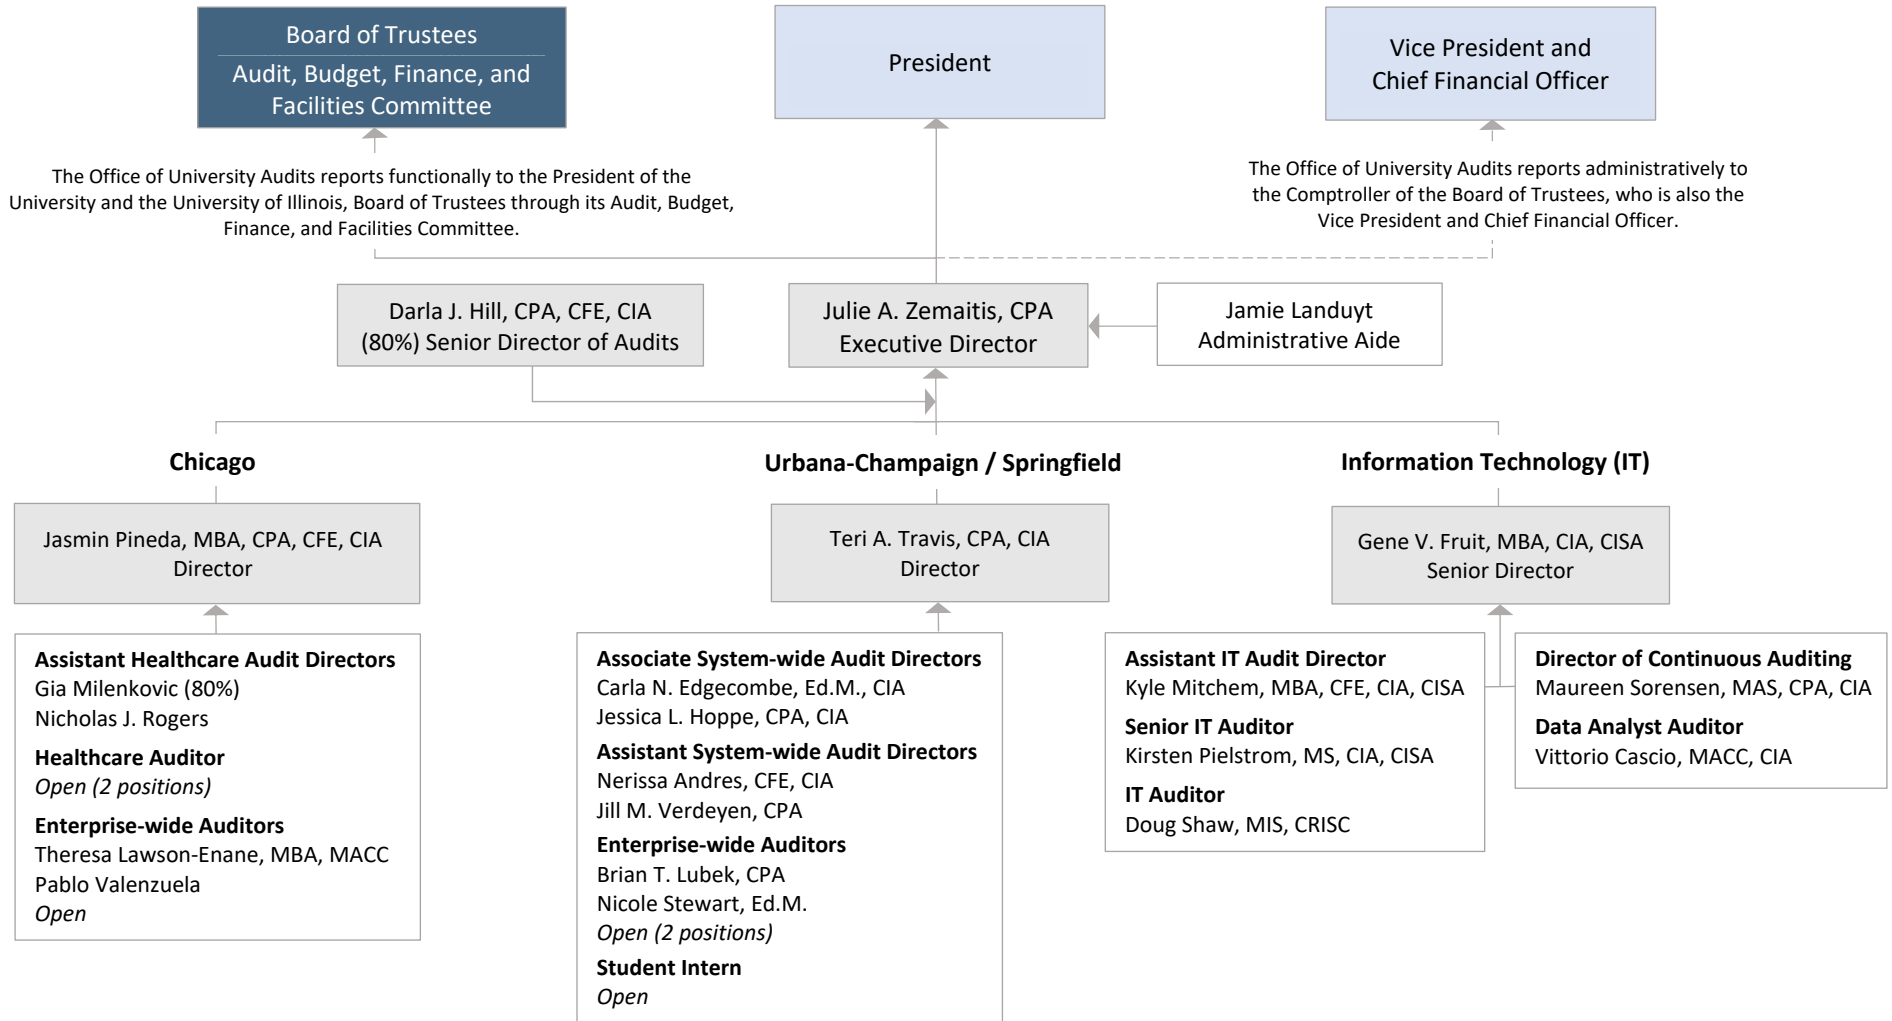 Board of Trustees
Audit, Budget, Finance, and
Facilities Committee
President
Vice President and
Chief Financial Officer
The Office of University Audits reports functionally to the President of the
University and the University of Illinois, Board of Trustees through its Audit, Budget,
Finance, and Facilities Committee.
The Office of University Audits reports administratively to
the Comptroller of the Board of Trustees, who is also the
Vice President and Chief Financial Officer.
Darla J. Hill, CPA, CFE, CIA
(80%) Senior Director of Audits
Julie A. Zemaitis, CPA
Executive Director
Jamie Landuyt
Administrative Aide
Chicago
Urbana-Champaign / Springfield
Information Technology (IT)
Jasmin Pineda, MBA, CPA, CFE, CIA
Director
Teri A. Travis, CPA, CIA
Director
Gene V. Fruit, MBA, CIA, CISA
Senior Director
Assistant Healthcare Audit Directors
Gia Milenkovic (80%)
Nicholas J. Rogers
Healthcare Auditor
Open (2 positions)
Enterprise-wide Auditors
Theresa Lawson-Enane, MBA, MACC
Pablo Valenzuela
Open
Associate System-wide Audit Directors
Carla N. Edgecombe, Ed.M., CIA
Jessica L. Hoppe, CPA, CIA
Assistant System-wide Audit Directors
Nerissa Andres, CFE, CIA
Jill M. Verdeyen, CPA
Enterprise-wide Auditors
Brian T. Lubek, CPA
Nicole Stewart, Ed.M.
Open (2 positions)
Student Intern
Open
Assistant IT Audit Director
Kyle Mitchem, MBA, CFE, CIA, CISA
Senior IT Auditor
Kirsten Pielstrom, MS, CIA, CISA
IT Auditor
Doug Shaw, MIS, CRISC
Director of Continuous Auditing
Maureen Sorensen, MAS, CPA, CIA
Data Analyst Auditor
Vittorio Cascio, MACC, CIA